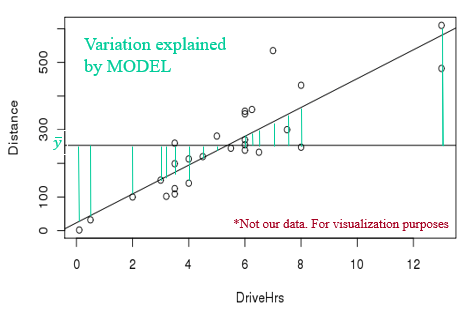 Variation explained
by MODEL
Distance
500
300
100
0
ȳ
*Not our data. For visualization purposes
0 2 4 6 8 10 12
DriveHrs